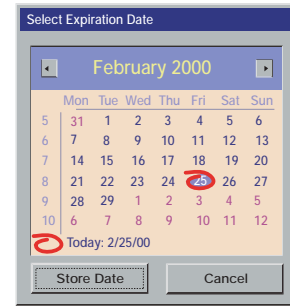 Select Expiration Date
February 2000
Mon Tue Wed Thu Fri Sat Sun
5 31 1 2 3 4 5 6
6 7 8 9 10 11 12 13
7 14 15 16 17 18 19 20
8 21 22 23 24 25 26 27
9 28 29 1 2 3 4 5
10 6 7 8 9 10 11 12
Today: 2/25/00
Store Date Cancel